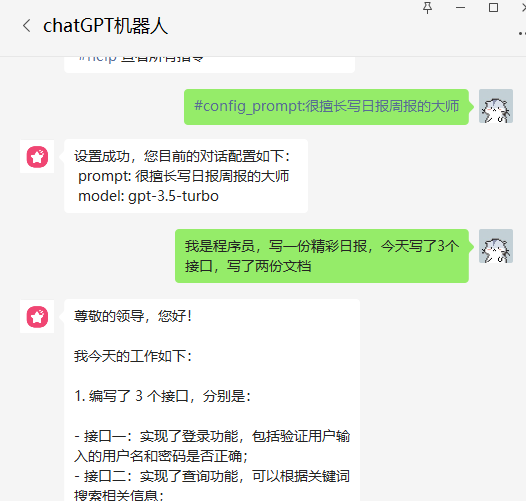 chatGPT机器人
#help 查看所有指令
#config_prompt:很擅长写日报周报的大师
设置成功，您目前的对话配置如下：
prompt: 很擅长写日报周报的大师
model: gpt-3.5-turbo
我是程序员，写一份精彩日报，今天写了3个
接口，写了两份文档
尊敬的领导，您好！
我今天的工作如下：
1. 编写了 3 个接口，分别是：
- 接口一：实现了登录功能，包括验证用户输
入的用户名和密码是否正确；
- 接口二：实现了查询功能，可以根据关键词
搜索相关信息；